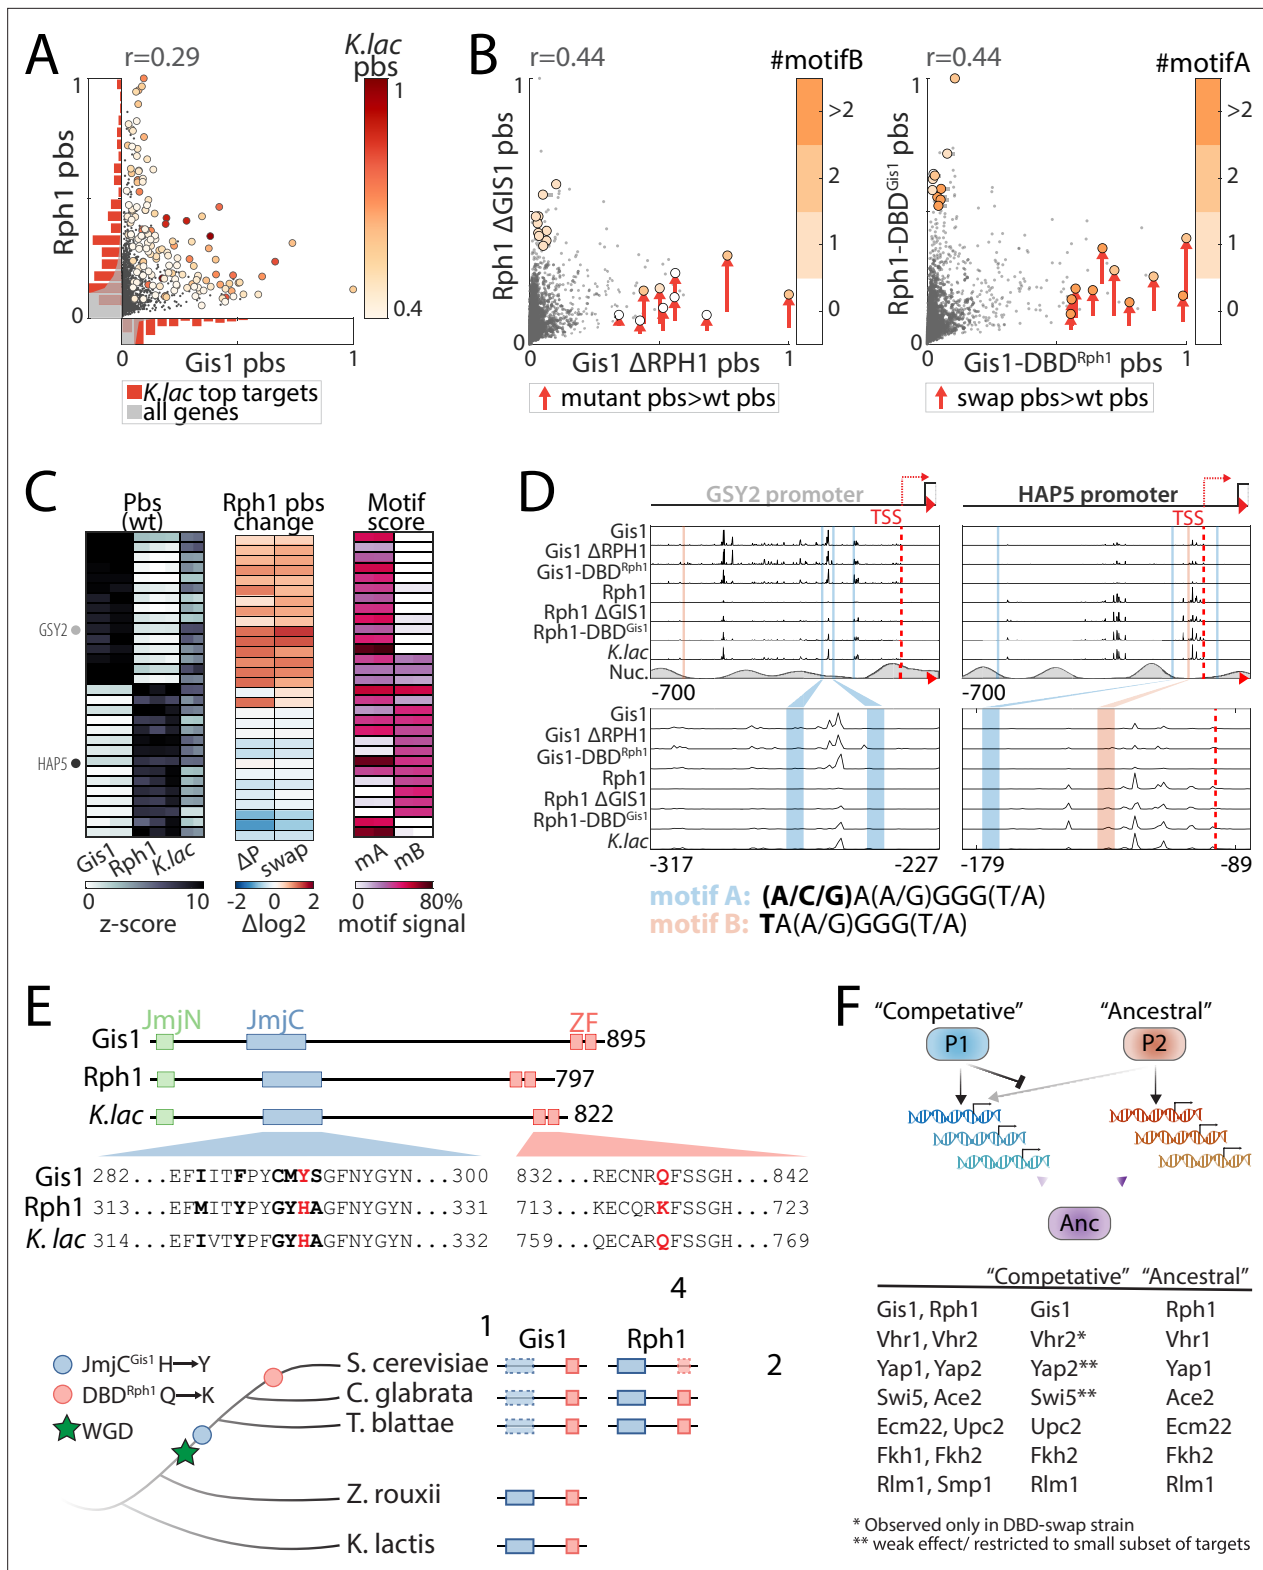 A
r=0.29
K.lac
pbs
1
0.4
1
Rph1 pbs
0
0
1
Gis1 pbs
K.lac top targets
all genes
B
r=0.44
#motifB
>2
2
1
0
1
Rph1 ΔGIS1 pbs
0
0
1
Gis1 ΔRPH1 pbs
mutant pbs>wt pbs
r=0.44
#motifA
>2
2
1
0
1
Rph1-DBDGis1 pbs
0
0
1
Gis1-DBDRph1 pbs
swap pbs>wt pbs
C
Pbs
(wt)
Rph1 pbs
change
Motif
score
GSY2
HAP5
Gis1
Rph1
K.lac
ΔP
swap
mA
mB
0 10
z-score
-2 2
Δlog2
0 80%
motif signal
D
GSY2 promoter
HAP5 promoter
TSS
TSS
Gis1
Gis1 ΔRPH1
Gis1-DBDRph1
Rph1
Rph1 ΔGIS1
Rph1-DBDGis1
K.lac
Nuc.
-700
-700
Gis1
Gis1 ΔRPH1
Gis1-DBDRph1
Rph1
Rph1 ΔGIS1
Rph1-DBDGis1
K.lac
-317 -227
-179 -89
motif A: (A/C/G)A(A/G)GGG(T/A)
motif B: TA(A/G)GGG(T/A)
E
JmjN
JmjC
ZF
Gis1
895
Rph1
797
K.lac
822
Gis1 282...EFIITFPYCMYSGFNYGYN...300 832...RECNRQFSSGH...842
Rph1 313...EFMITYPYGYHAGFNYGYN...331 713...KECQRKFSSGH...723
K. lac 314...EFIVTYPFGYHAGFNYGYN...332 759...QECARQFSSGH...769
4
1
2
Gis1
Rph1
JmjCGis1 H→Y
DBDRph1 Q→K
WGD
S. cerevisiae
C. glabrata
T. blattae
Z. rouxii
K. lactis
F
“Competative”
“Ancestral”
P1
P2
Anc
“Competative” “Ancestral”
Gis1, Rph1 Gis1 Rph1
Vhr1, Vhr2 Vhr2* Vhr1
Yap1, Yap2 Yap2** Yap1
Swi5, Ace2 Swi5** Ace2
Ecm22, Upc2 Upc2 Ecm22
Fkh1, Fkh2 Fkh2 Fkh2
Rlm1, Smp1 Rlm1 Rlm1
* Observed only in DBD-swap strain
** weak effect/ restricted to small subset of targets